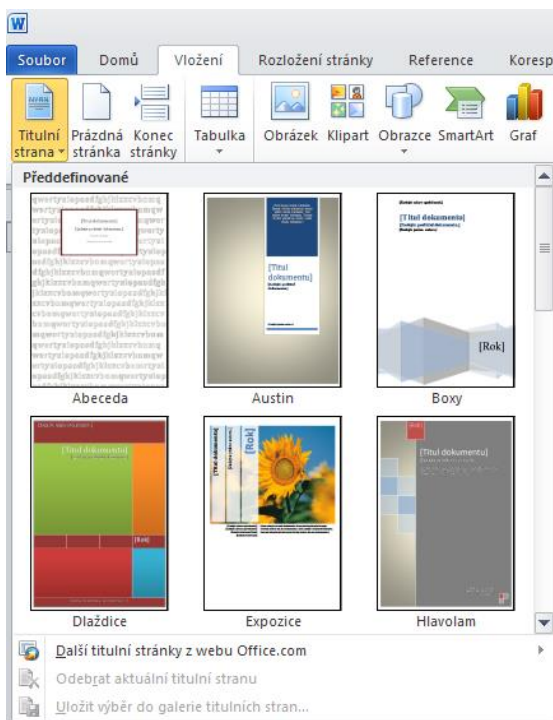 W
Soubor Domů Vložení Rozložení stránky Reference Koresp
Titulní strana Prázdná stránka Konec stránky Tabulka Obrázek Klipart Obrazce SmartArt Graf
Předdefinované
[Titul dokumentu]
[Titul dokumentu]
[Rok]
Abeceda Austin Boxy
[Titul dokumentu]
[Rok]
[Titul dokumentu]
[Rok]
[Rok]
[Titul dokumentu]
Dlaždice Expozice Hlavolam
Další titulní stránky z webu Office.com
Odebrat aktuální titulní stranu
Uložit výběr do galerie titulních stran...